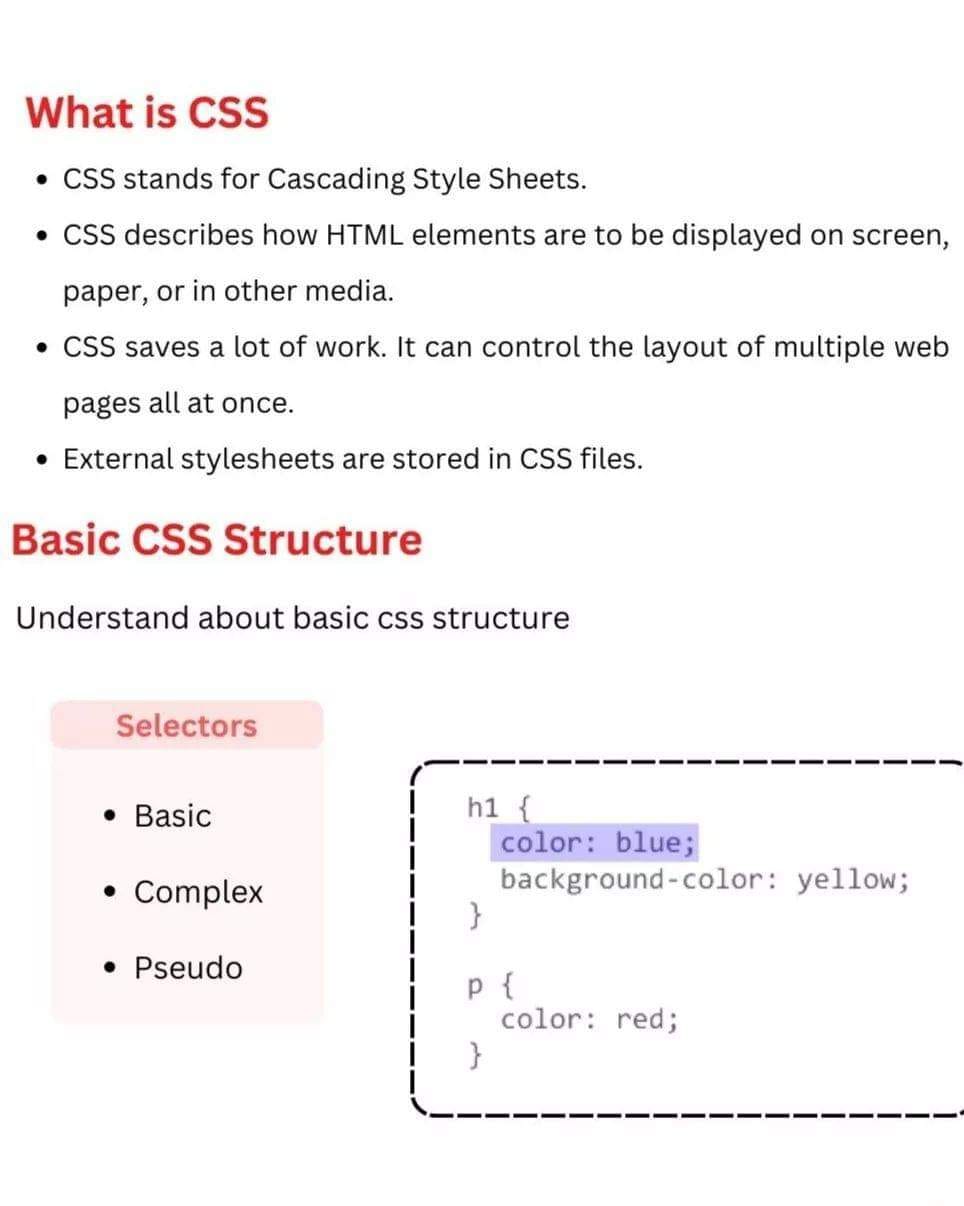 What is CSS
• CSS stands for Cascading Style Sheets.
• CSS describes how HTML elements are to be displayed on screen,
paper, or in other media.
• CSS saves a lot of work. It can control the layout of multiple web
pages all at once.
• External stylesheets are stored in CSS files.
Basic CSS Structure
Understand about basic css structure
Selectors
• Basic
• Complex
• Pseudo
h1 {
color: blue;
background-color: yellow;
}
p {
color: red;
}